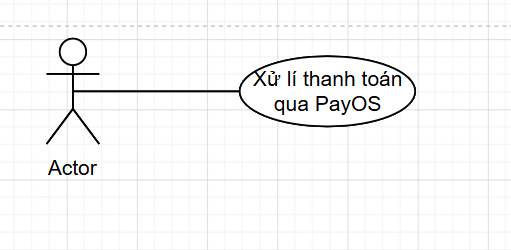 Xử lí thanh toán
qua PayOS
Actor